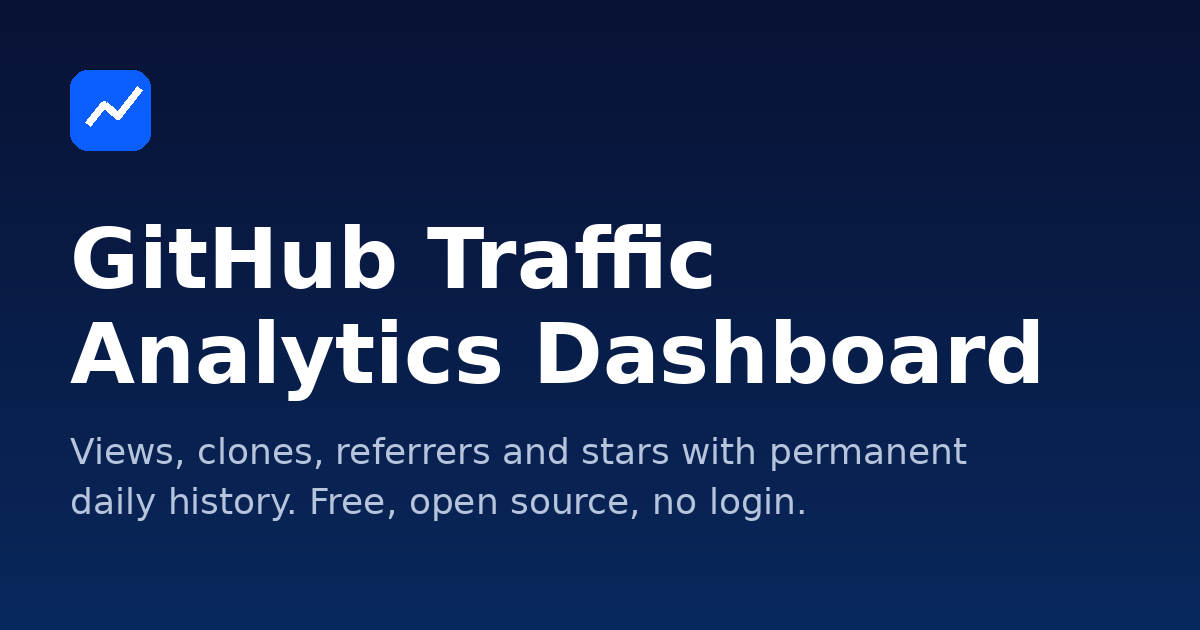 GitHub Traffic
Analytics Dashboard
Views, clones, referrers and stars with permanent
daily history. Free, open source, no login.